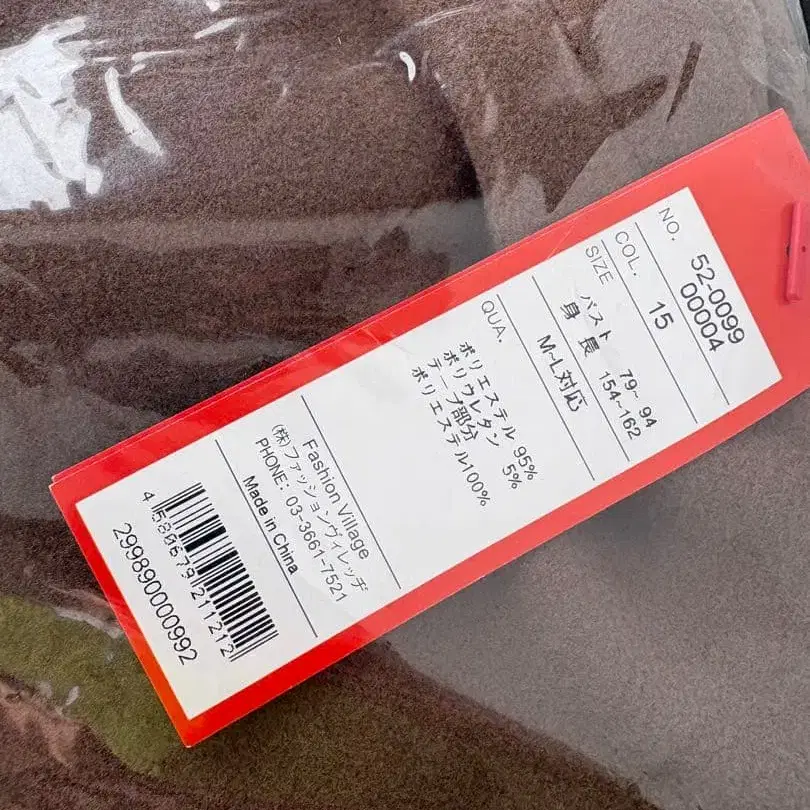 NO. 52-0099
00004
COL. 15
SIZE バスト 79~94
身長 154~162
M~L対応
QUA.
ポリエステル 95%
ポリウレタン 5%
テープ部分
ポリエステル100%
Fashion Village
(株)ファッションヴィレッヂ
PHONE: 03-3661-7521
Made in China
4 580679 211212
299890000992